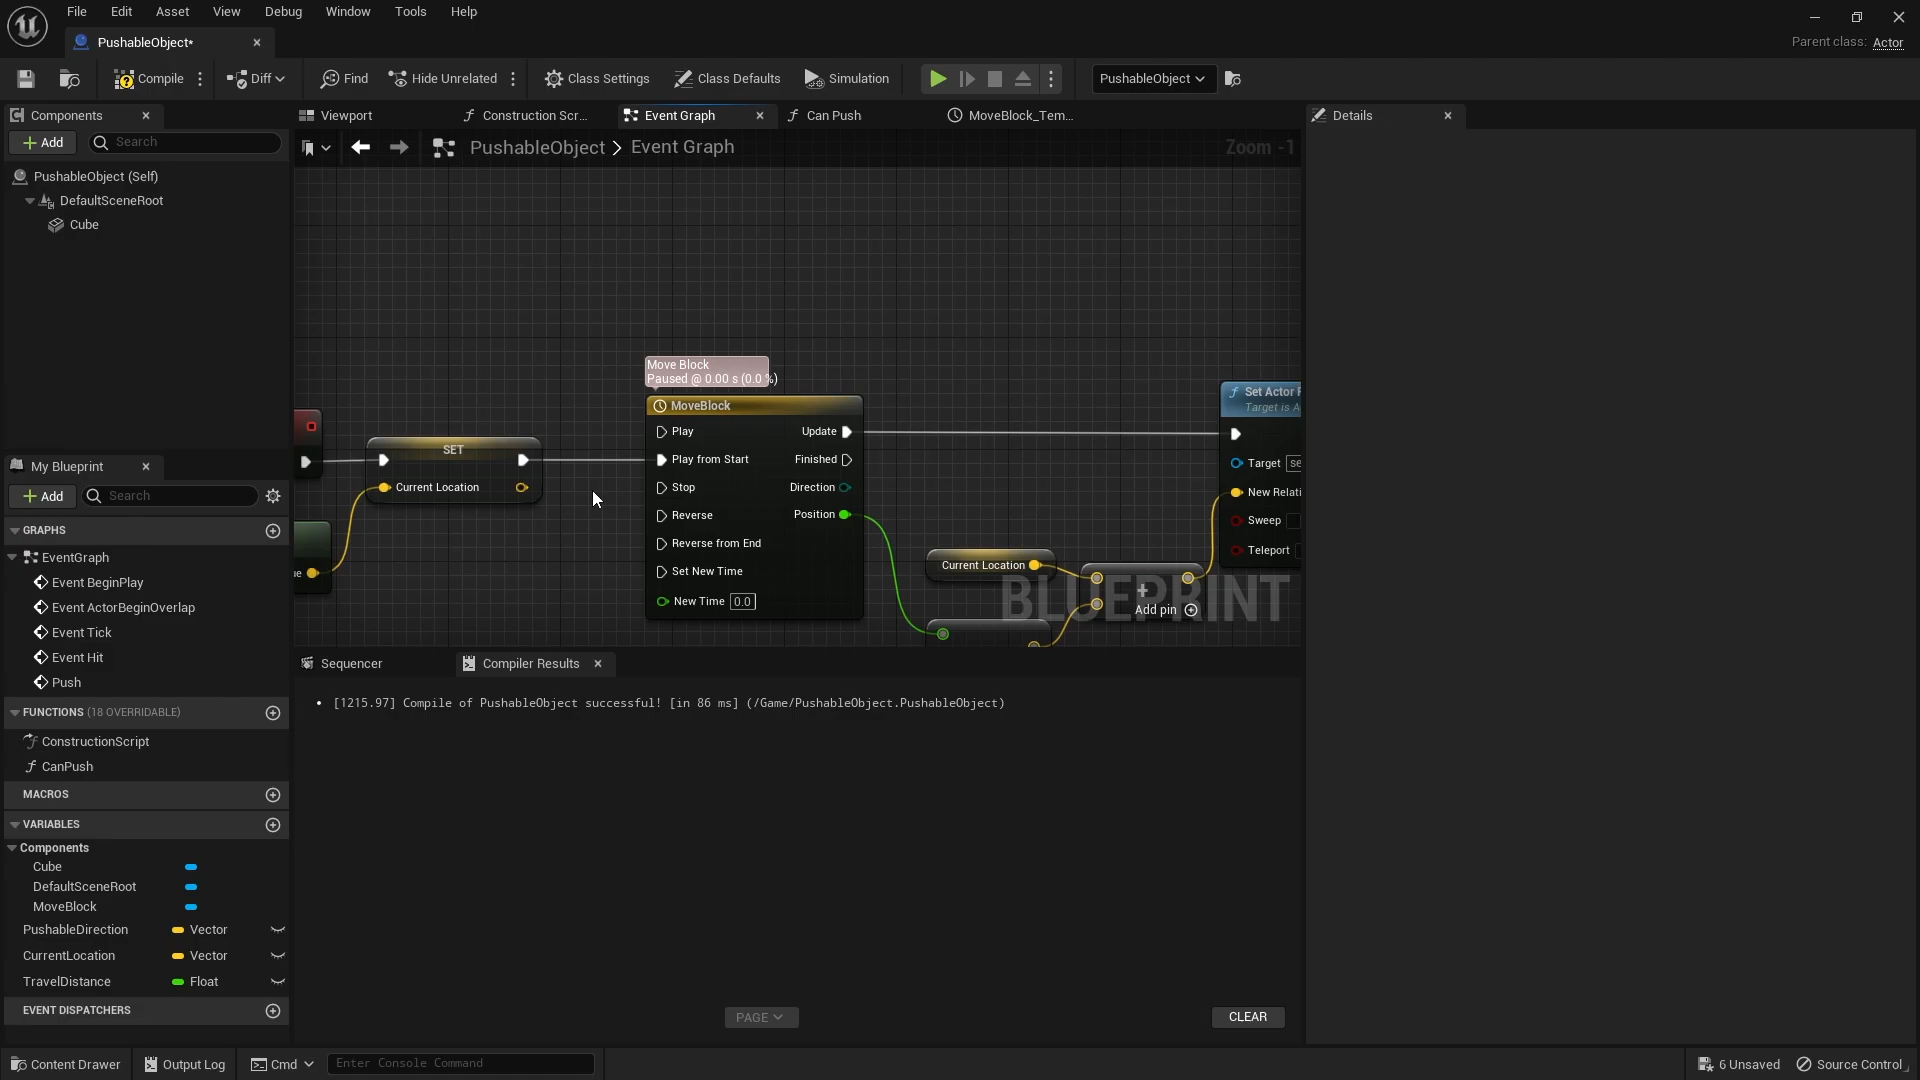 File Edit Asset View Debug Window Tools Help
PushableObject*
Parent class: Actor
Compile Diff Find Hide Unrelated Class Settings Class Defaults Simulation PushableObject
Components
Add Search
PushableObject (Self)
DefaultSceneRoot
Cube
Viewport Construction Scr... Event Graph Can Push MoveBlock_Tem...
PushableObject > Event Graph
Zoom -1
Move Block
Paused @ 0.00 s (0.0 %)
MoveBlock
Play Update
Play from Start Finished
Stop Direction
Reverse Position
Reverse from End
Set New Time
New Time 0.0
SET
Current Location
ue
Current Location
Add pin
BLUEPRINT
Set Actor R
Target is A
Target se
New Relati
Sweep
Teleport
Details
My Blueprint
Add Search
GRAPHS
EventGraph
Event BeginPlay
Event ActorBeginOverlap
Event Tick
Event Hit
Push
FUNCTIONS (18 OVERRIDABLE)
ConstructionScript
CanPush
MACROS
VARIABLES
Components
Cube
DefaultSceneRoot
MoveBlock
PushableDirection Vector
CurrentLocation Vector
TravelDistance Float
EVENT DISPATCHERS
Sequencer Compiler Results
• [1215.97] Compile of PushableObject successful! [in 86 ms] (/Game/PushableObject.PushableObject)
PAGE CLEAR
Content Drawer Output Log Cmd Enter Console Command 6 Unsaved Source Control